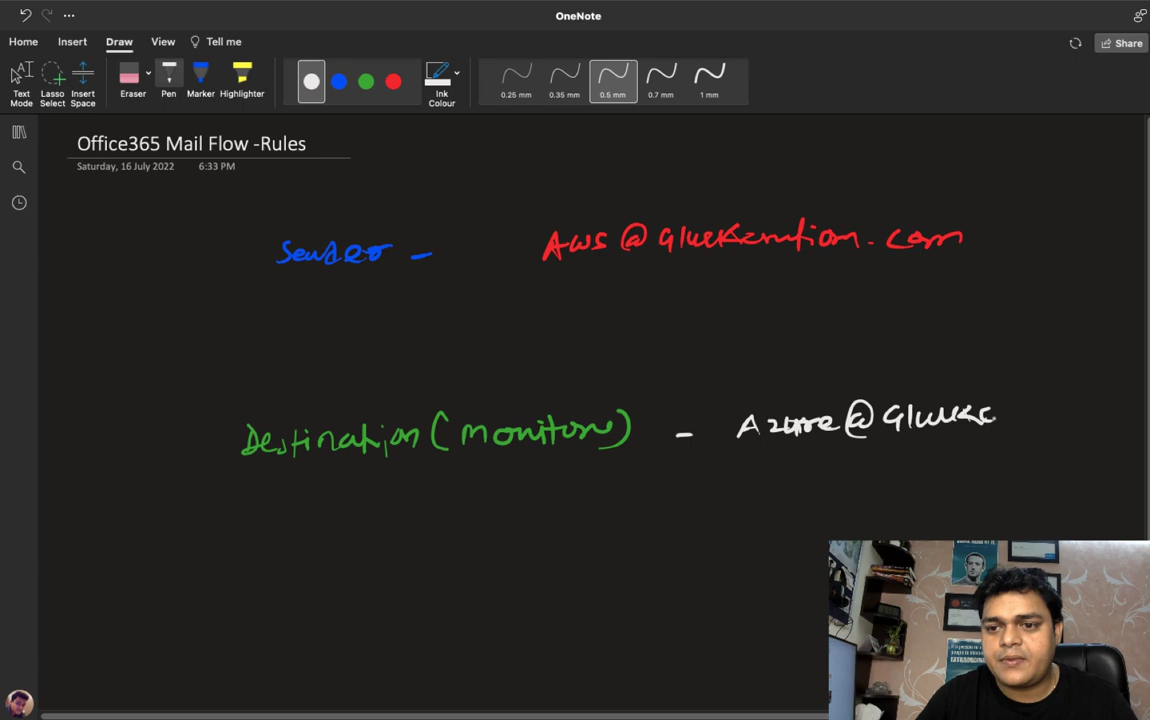 OneNote
Home Insert Draw View Tell me
Share
Text Mode
Lasso Select
Insert Space
Eraser
Pen
Marker
Highlighter
Ink Colour
0.25 mm
0.35 mm
0.5 mm
0.7 mm
1 mm
Office365 Mail Flow -Rules
Saturday, 16 July 2022 6:33 PM
Sender -
Destination (monitore) - Azure@